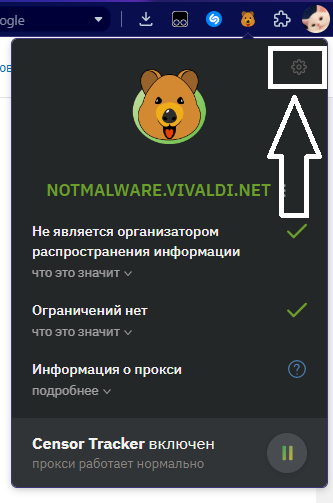 ogle
ов
NOTMALWARE.VIVALDI.NET
Не является организатором
распространения информации
что это значит
Ограничений нет
что это значит
Информация о прокси
подробнее
Censor Tracker включен
прокси работает нормально